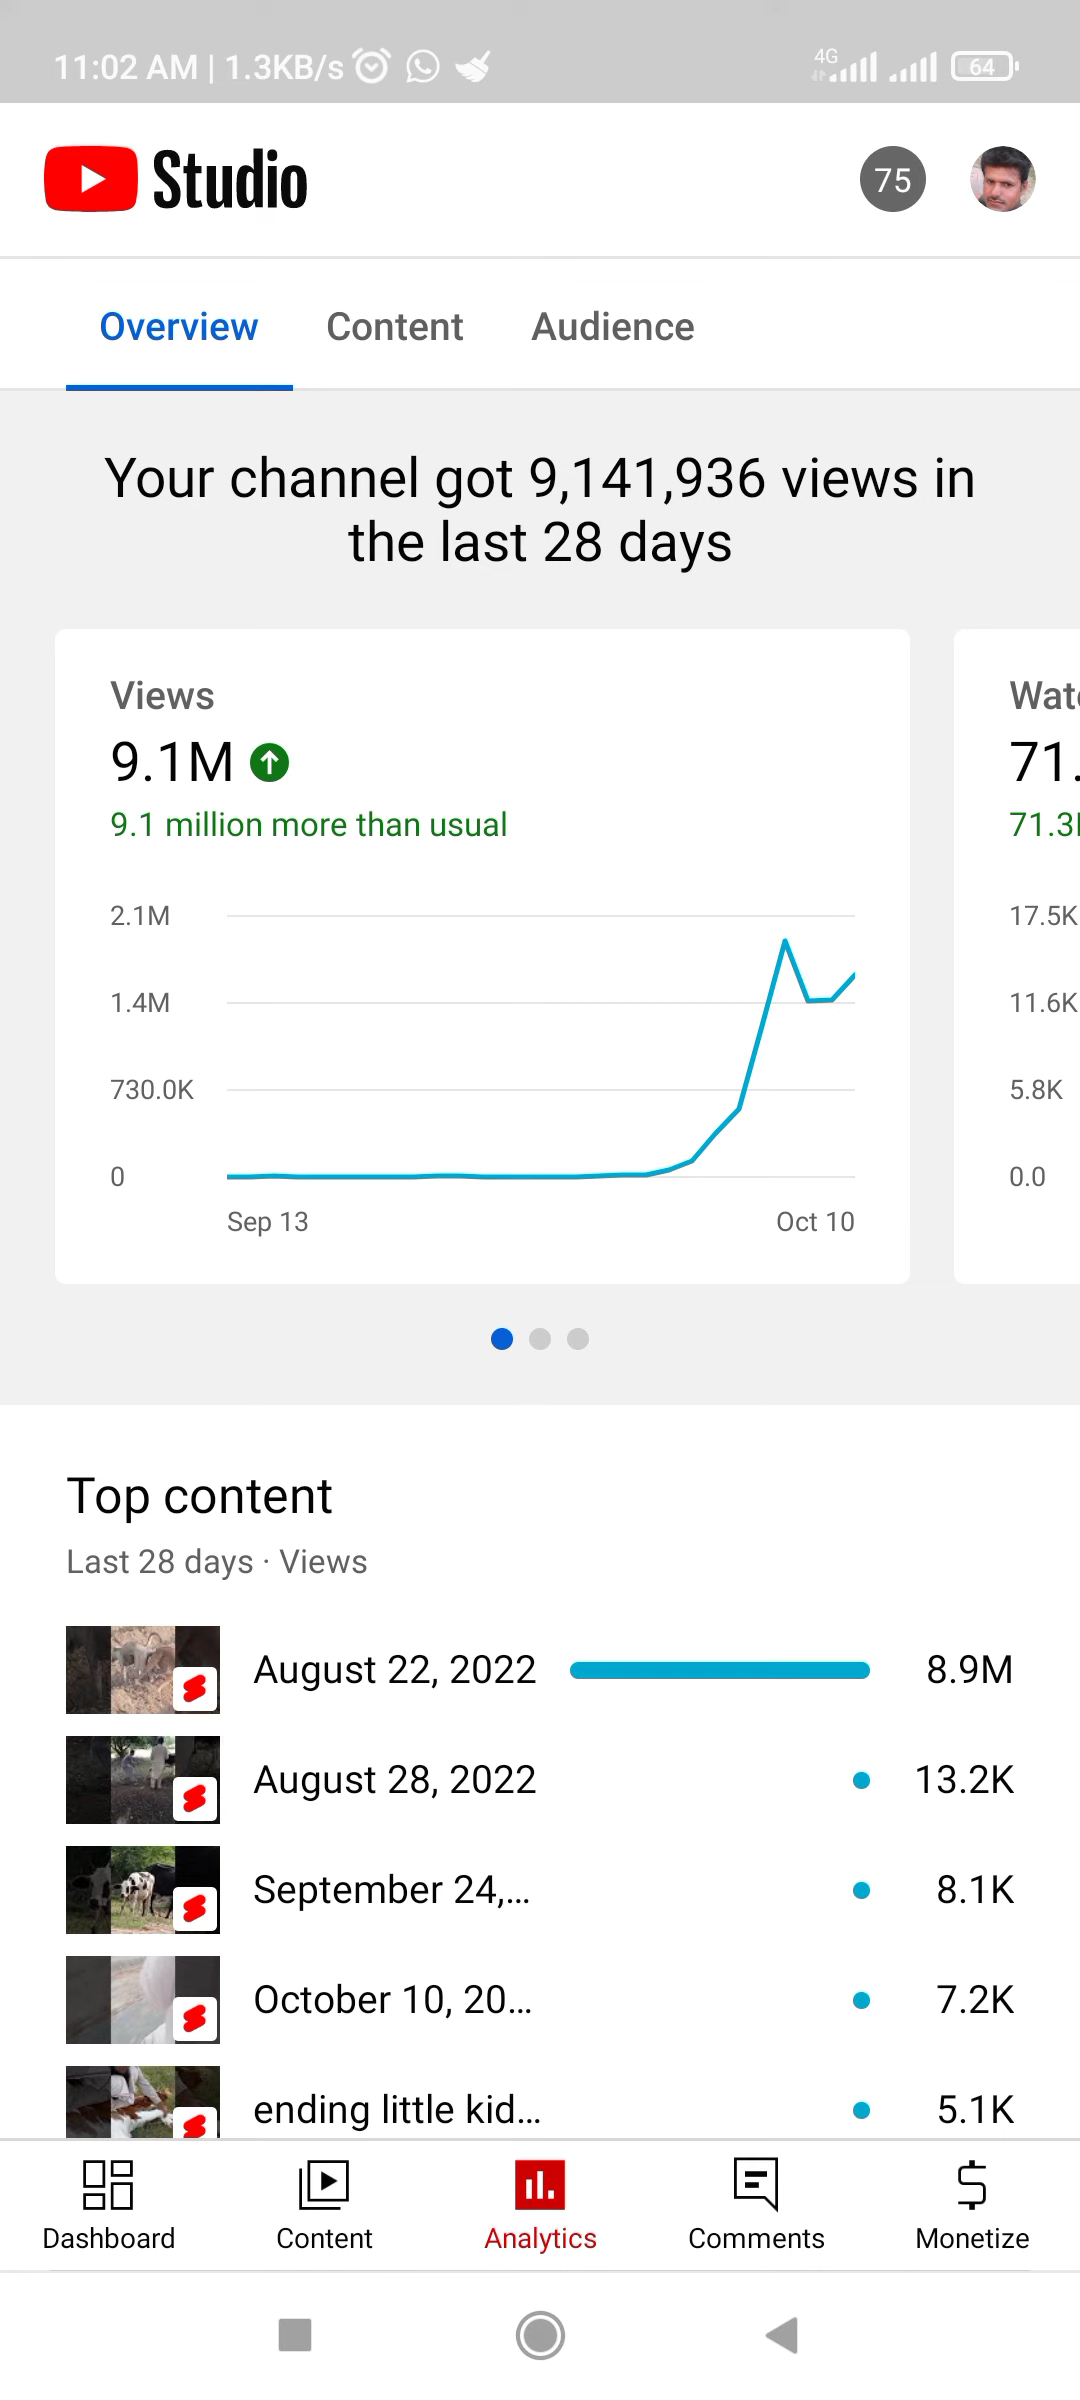 11:02 AM | 1.3KB/s 4G 64
Studio 75
Overview Content Audience
Your channel got 9,141,936 views in
the last 28 days
Views
9.1M
9.1 million more than usual
2.1M
1.4M
730.0K
0
Sep 13 Oct 10
Wat
71.
71.3
17.5K
11.6K
5.8K
0.0
Top content
Last 28 days · Views
August 22, 2022 8.9M
August 28, 2022 13.2K
September 24,... 8.1K
October 10, 20... 7.2K
ending little kid... 5.1K
Dashboard Content Analytics Comments Monetize